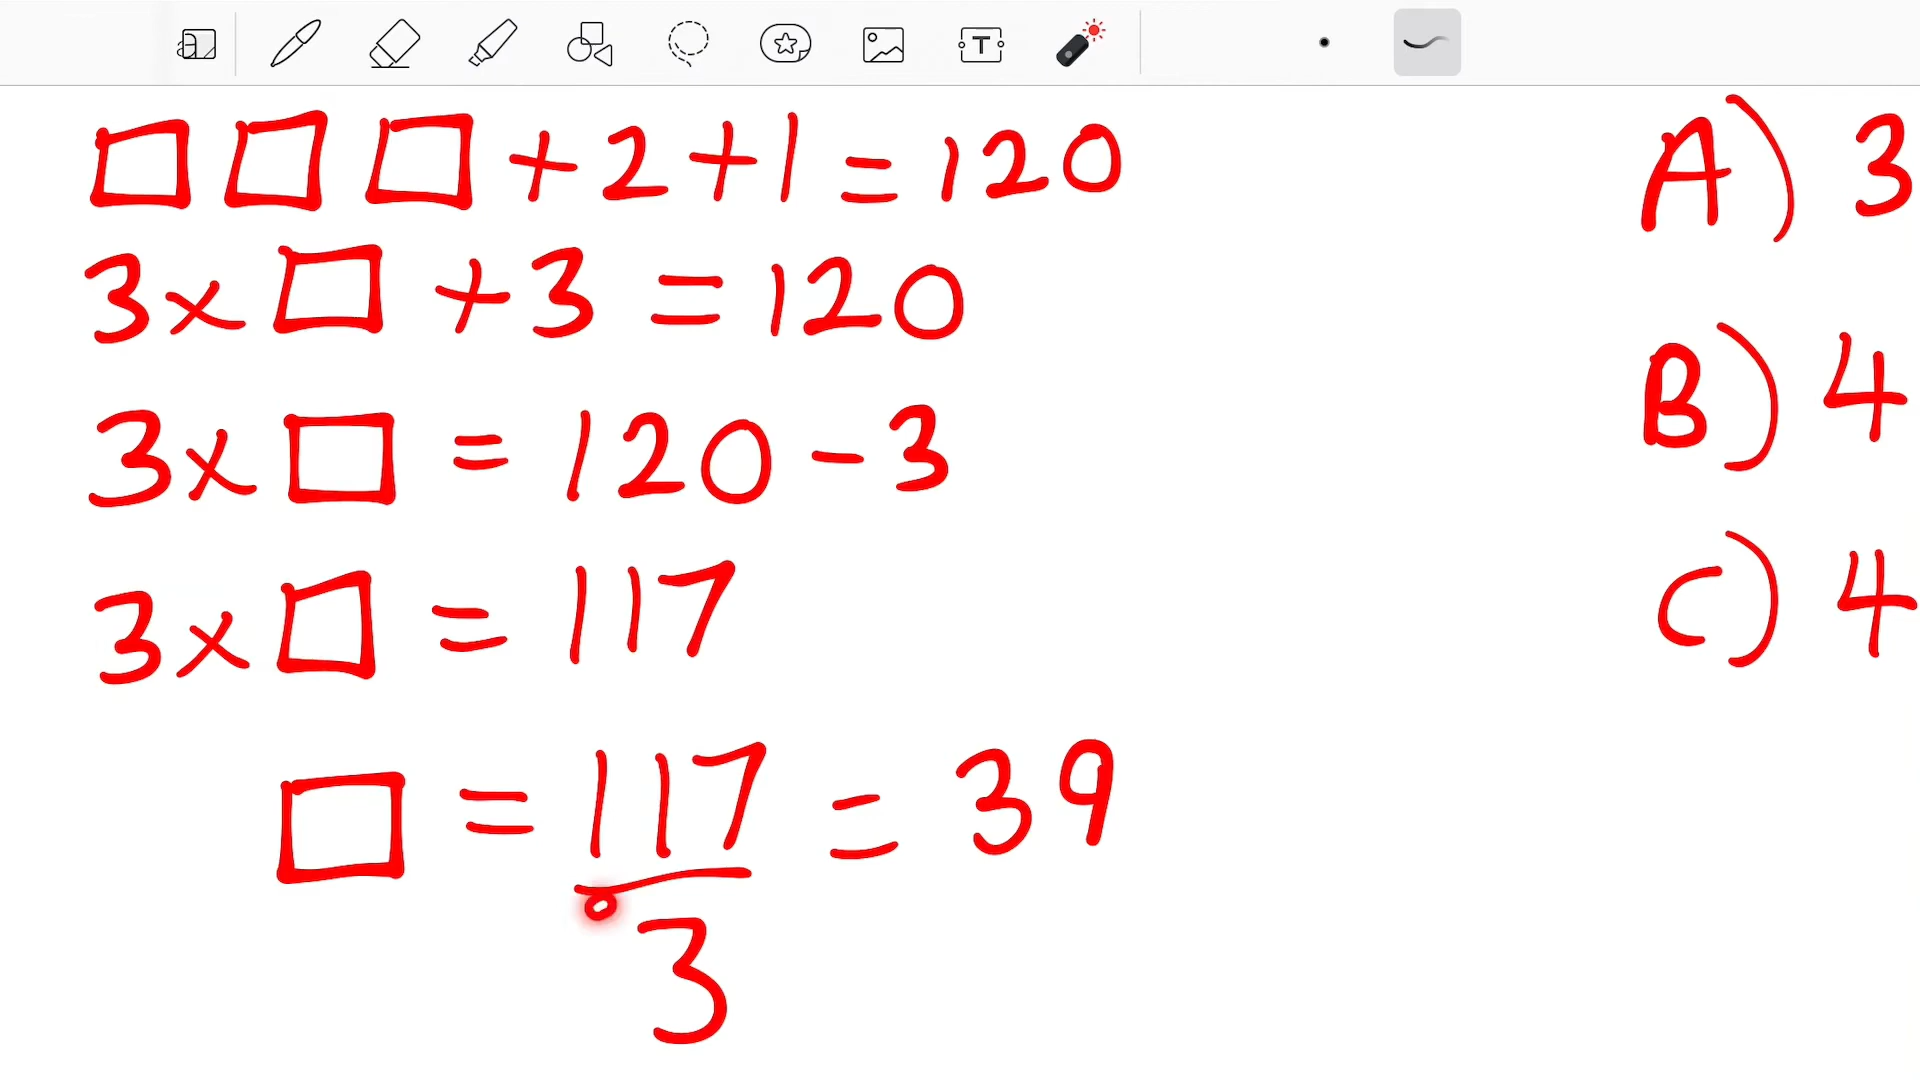 □ □ □ + 2 + 1 = 120
3 x □ + 3 = 120
3 x □ = 120 - 3
3 x □ = 117
□ = 117/3 = 39
A) 3
B) 4
C) 4